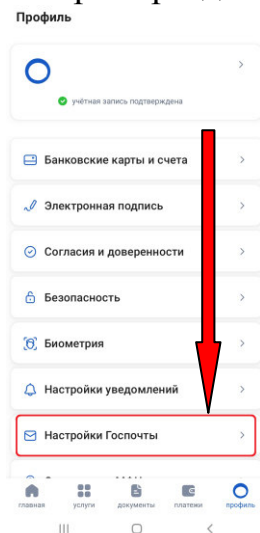 Профиль
учётная запись подтверждена
Банковские карты и счета
Электронная подпись
Согласия и доверенности
Безопасность
Биометрия
Настройки уведомлений
Настройки Госпочты
главная услуги документы платежи профиль